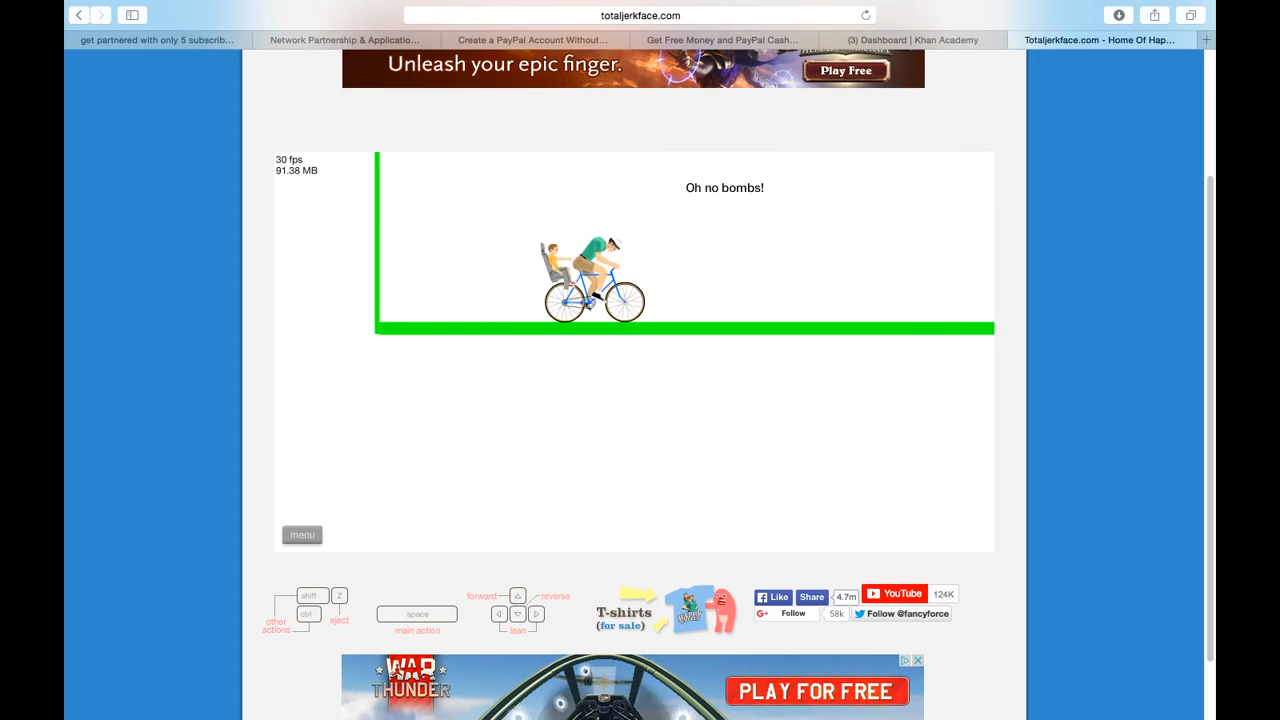 totaljerkface.com
get partnered with only 5 subscrib...
Network Partnership & Applicatio...
Create a PayPal Account Without...
Get Free Money and PayPal Cash...
(3) Dashboard | Khan Academy
Totaljerkface.com - Home Of Hap...
Unleash your epic finger.
Play Free
30 fps
91.38 MB
Oh no bombs!
menu
shift
Z
ctrl
other actions
eject
space
main action
forward
reverse
lean
T-shirts
(for sale)
Like
Share
4.7m
YouTube
124K
Follow
58k
Follow @fancyforce
WAR
THUNDER
PLAY FOR FREE